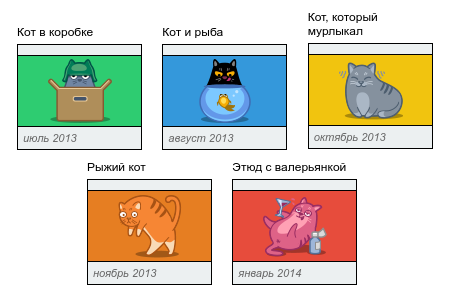 Кот в коробке
Кот и рыба
Кот, который
мурлыкал
июль 2013
август 2013
октябрь 2013
Рыжий кот
Этюд с валерьянкой
ноябрь 2013
январь 2014